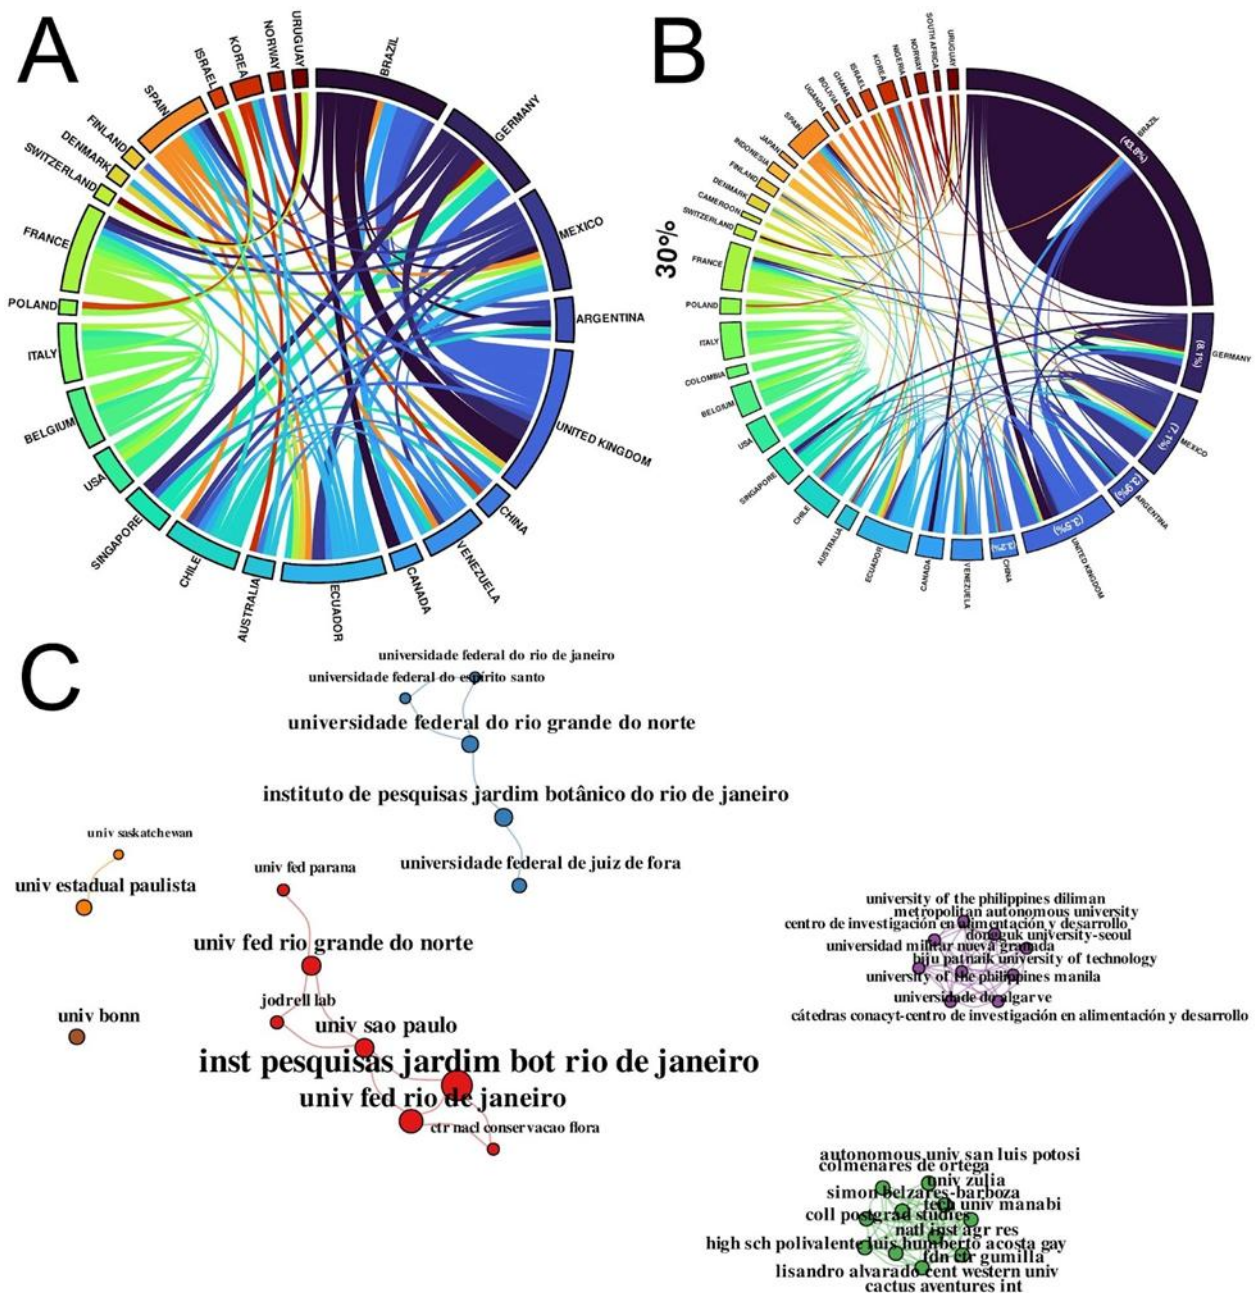 A
ISRAEL
KOREA
NORWAY
URUGUAY
BRAZIL
SPAIN
GERMANY
FINLAND
DENMARK
SWITZERLAND
FRANCE
MEXICO
POLAND
ARGENTINA
ITALY
BELGIUM
UNITED KINGDOM
USA
SINGAPORE
CHINA
CHILE
VENEZUELA
AUSTRALIA
ECUADOR
CANADA
B
30%
UGANDA
BOLIVIA
GHANA
ISRAEL
KOREA
NIGERIA
NORWAY
SOUTH AFRICA
URUGUAY
BRAZIL
(43.8%)
SPAIN
JAPAN
INDONESIA
FINLAND
DENMARK
CAMEROON
SWITZERLAND
FRANCE
POLAND
ITALY
COLOMBIA
BELGIUM
USA
SINGAPORE
CHILE
AUSTRALIA
ECUADOR
CANADA
VENEZUELA
CHINA
(3.2%)
UNITED KINGDOM
(3.5%)
ARGENTINA
(3.9%)
MEXICO
(7.1%)
GERMANY
(8.1%)
C
universidade federal do rio de janeiro
universidade federal do espírito santo
universidade federal do rio grande do norte
instituto de pesquisas jardim botânico do rio de janeiro
universidade federal de juiz de fora
univ saskatchewan
univ estadual paulista
univ bonn
univ fed parana
univ fed rio grande do norte
jodrell lab
univ sao paulo
inst pesquisas jardim bot rio de janeiro
univ fed rio de janeiro
ctr nacl conservacao flora
university of the philippines diliman
metropolitan autonomous university
centro de investigación en alimentación y desarrollo
dongguk university-seoul
universidad militar nueva granada
biju patnaik university of technology
university of the philippines manila
universidade do algarve
cátedras conacyt-centro de investigación en alimentación y desarrollo
autonomous univ san luis potosi
colmenares de ortega
univ zulia
simon belzares-barboza
tech univ manabi
coll postgrad studies
natl inst agr res
high sch polivalente luis humberto acosta gay
fdn ctr gumilla
lisandro alvarado cent western univ
cactus aventures int